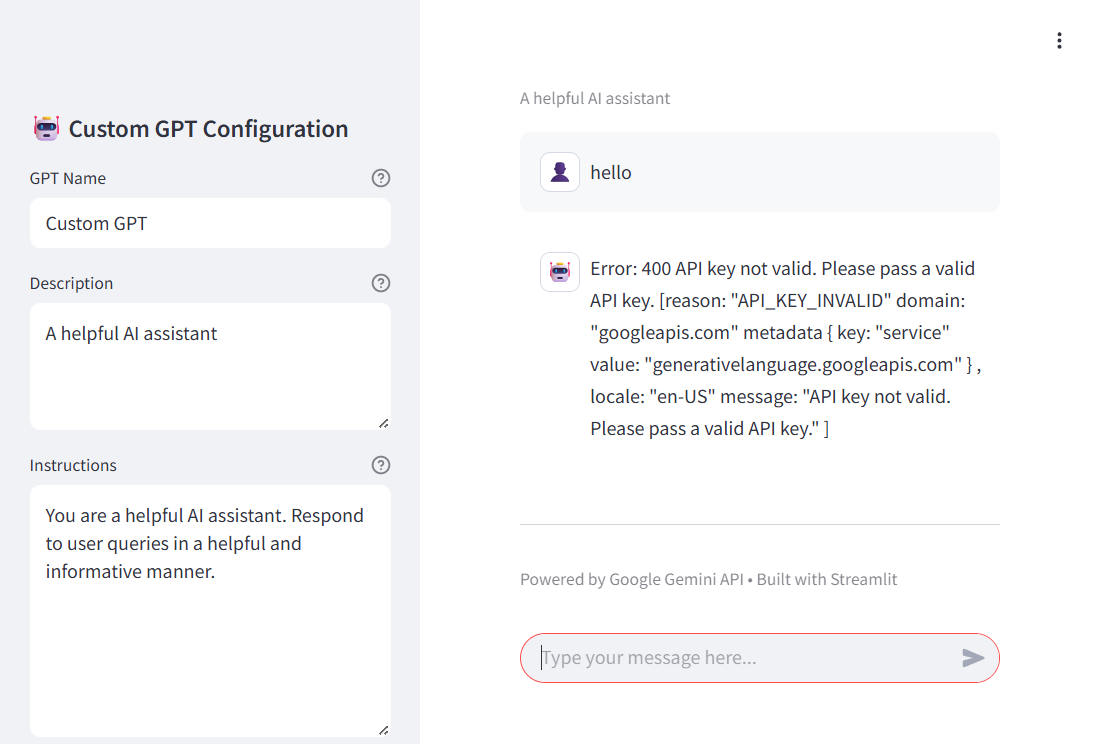 Custom GPT Configuration
GPT Name
Custom GPT
Description
A helpful AI assistant
Instructions
You are a helpful AI assistant. Respond
to user queries in a helpful and
informative manner.
A helpful AI assistant
hello
Error: 400 API key not valid. Please pass a valid
API key. [reason: "API_KEY_INVALID" domain:
"googleapis.com" metadata { key: "service"
value: "generativelanguage.googleapis.com" } ,
locale: "en-US" message: "API key not valid.
Please pass a valid API key." ]
Powered by Google Gemini API • Built with Streamlit
Type your message here...